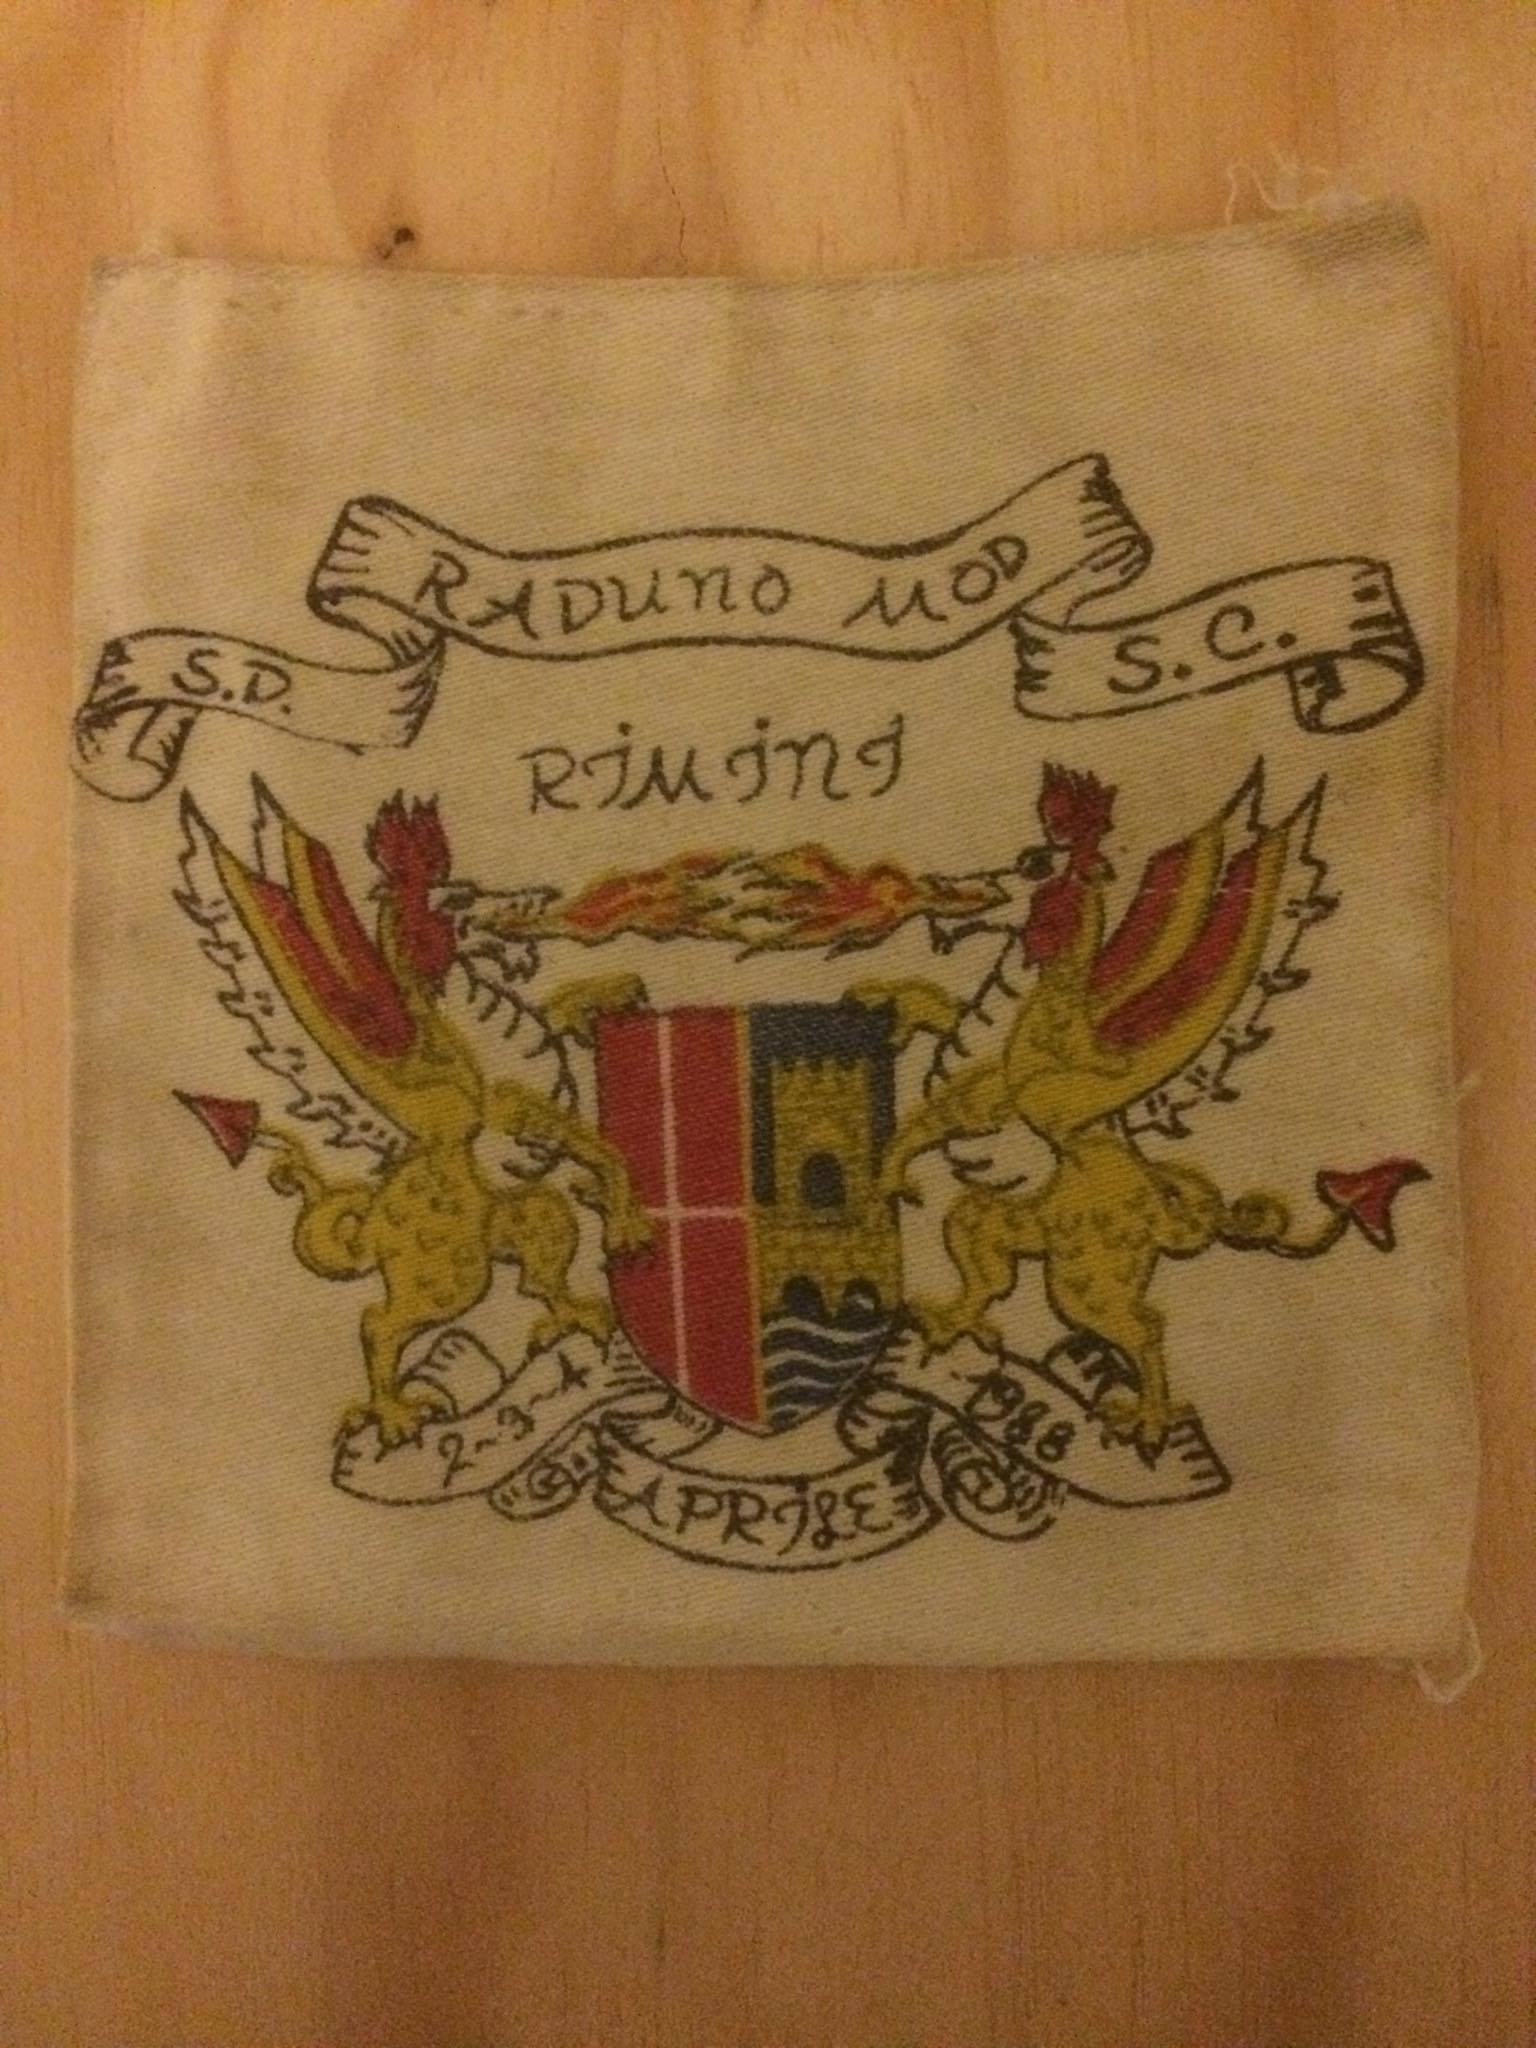 RADUNO MOD
S.D.
S.C.
RIMINI
2-3-4
APRILE
1988